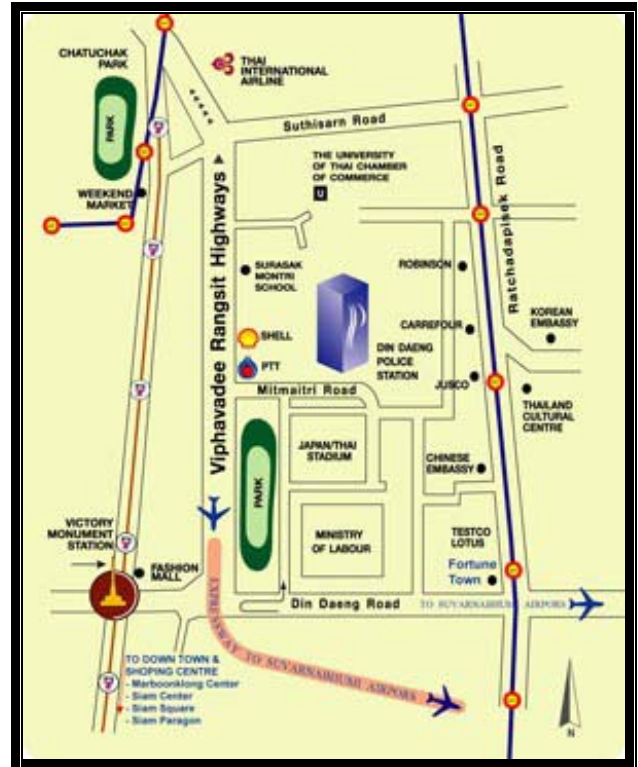 CHATUCHAK
PARK
THAI
INTERNATIONAL
AIRLINE
PARK
Suthisarn Road
THE UNIVERSITY
OF THAI CHAMBER
OF COMMERCE
U
WEEKEND
MARKET
Viphavadee Rangsit Highways
Ratchadapisek Road
SURASAK
MONTRI
SCHOOL
ROBINSON
KOREAN
EMBASSY
SHELL
CARREFOUR
DIN DAENG
POLICE
STATION
PTT
JUSCO
Mitmaitri Road
THAILAND
CULTURAL
CENTRE
JAPAN/THAI
STADIUM
CHINESE
EMBASSY
PARK
VICTORY
MONUMENT
STATION
MINISTRY
OF LABOUR
TESTCO
LOTUS
FASHION
MALL
Fortune
Town
Din Daeng Road
TO SUVARNABHUMI AIRPORS
EXPRESSWAY TO SUVARNABHUMI AIRPORS
TO DOWN TOWN &
SHOPING CENTRE
- Marboonklong Center
- Siam Center
- Siam Square
- Siam Paragon
N